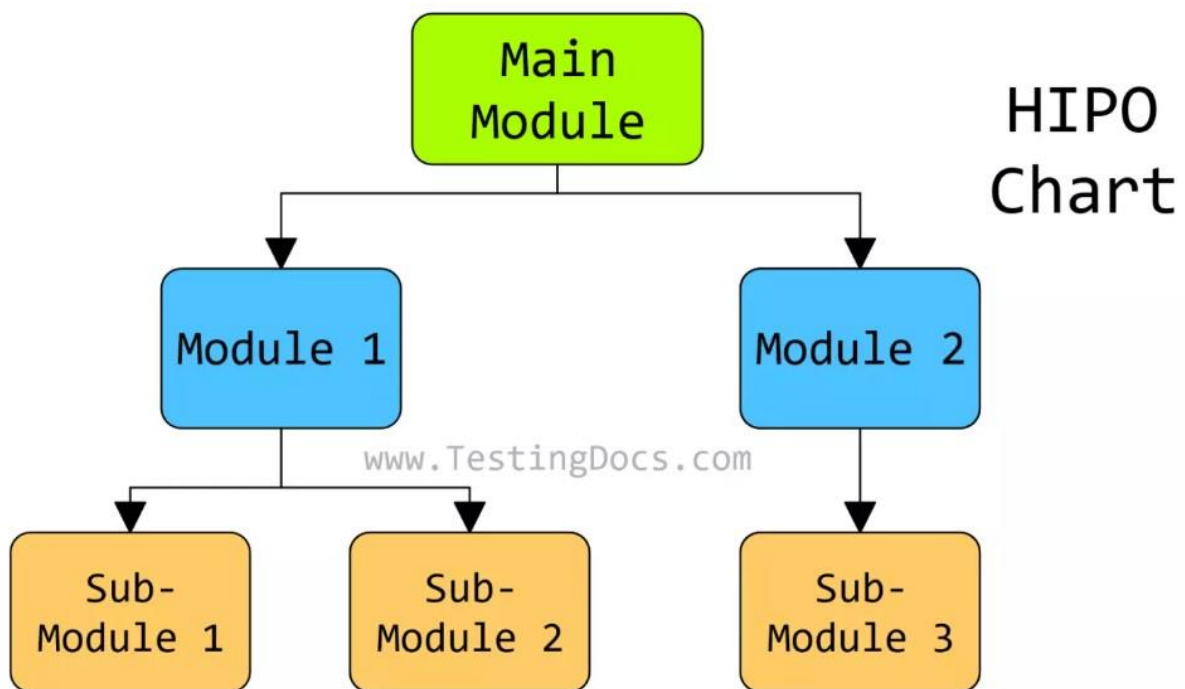 Main
Module
HIPO
Chart
Module 1
Module 2
www.TestingDocs.com
Sub-
Module 1
Sub-
Module 2
Sub-
Module 3